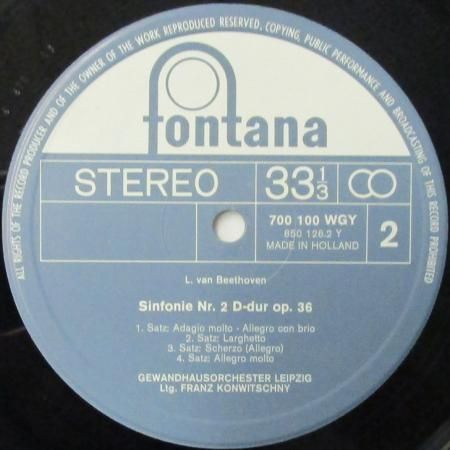 ALL RIGHTS OF THE RECORD PRODUCER AND OF THE OWNER OF THE WORK REPRODUCED RESERVED, COPYING, PUBLIC PERFORMANCE AND BROADCASTING OF THIS RECORD PROHIBITED
fontana
STEREO 33 1/3
700 100 WGY
850 128.2 Y
MADE IN HOLLAND
2
L. van Beethoven
Sinfonie Nr. 2 D-dur op. 36
1. Satz: Adagio molto - Allegro con brio
2. Satz: Larghetto
3. Satz: Scherzo (Allegro)
4. Satz: Allegro molto
GEWANDHAUSORCHESTER LEIPZIG
Ltg. FRANZ KONWITSCHNY